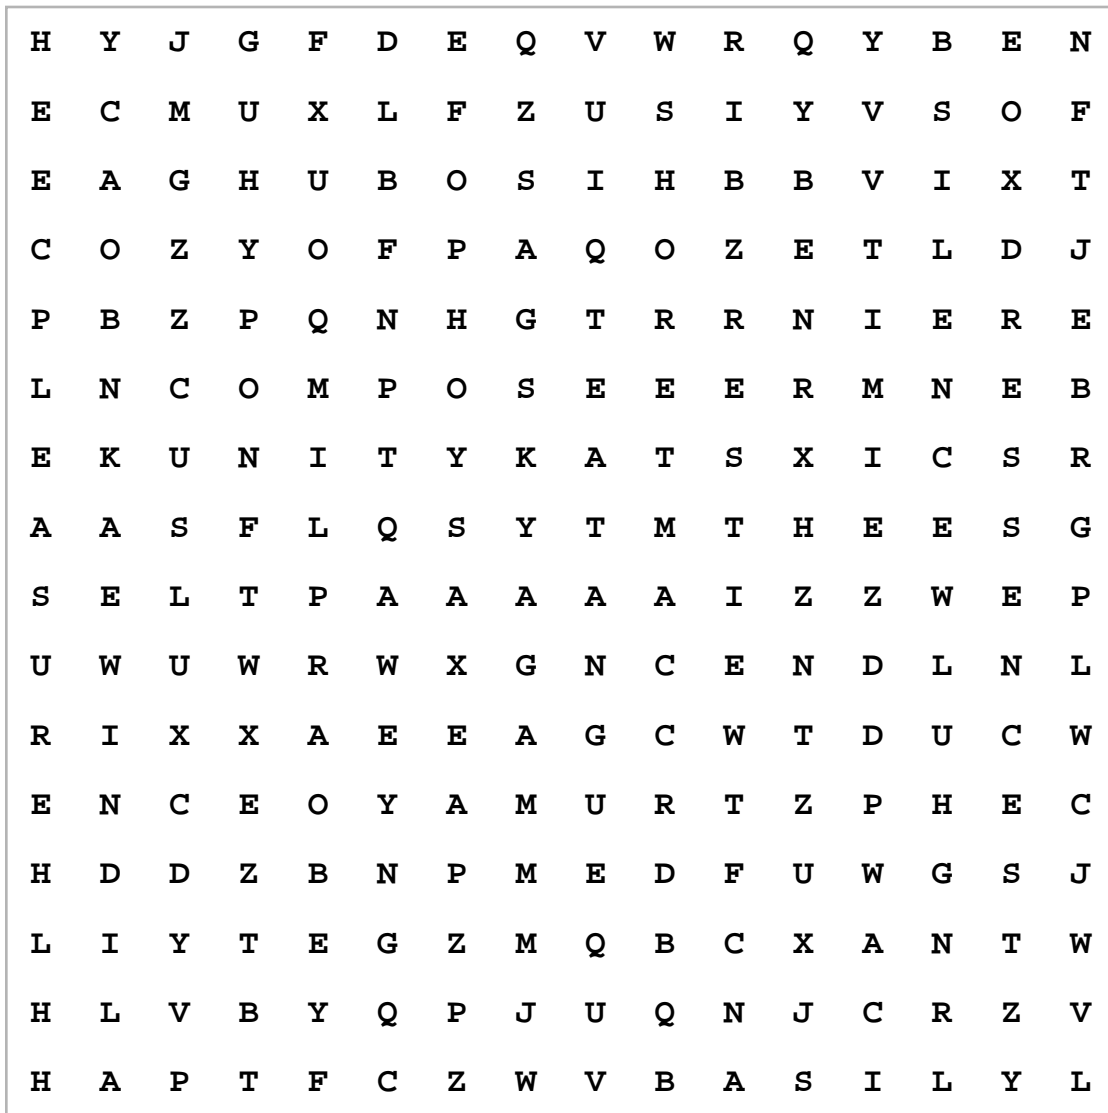 H Y J G F D E Q V W R Q Y B E N
E C M U X L F Z U S I Y V S O F
E A G H U B O S I H B B V I X T
C O Z Y O F P A Q O Z E T L D J
P B Z P Q N H G T R R N I E R E
L N C O M P O S E E E R M N E B
E K U N I T Y K A T S X I C S R
A A S F L Q S Y T M T H E E S G
S E L T P A A A A A I Z Z W E P
U W U W R W X G N C E N D L N L
R I X X A E E A G C W T D U C W
E N C E O Y A M U R T Z P H E C
H D D Z B N P M E D F U W G S J
L I Y T E G Z M Q B C X A N T W
H L V B Y Q P J U Q N J C R Z V
H A P T F C Z W V B A S I L Y L